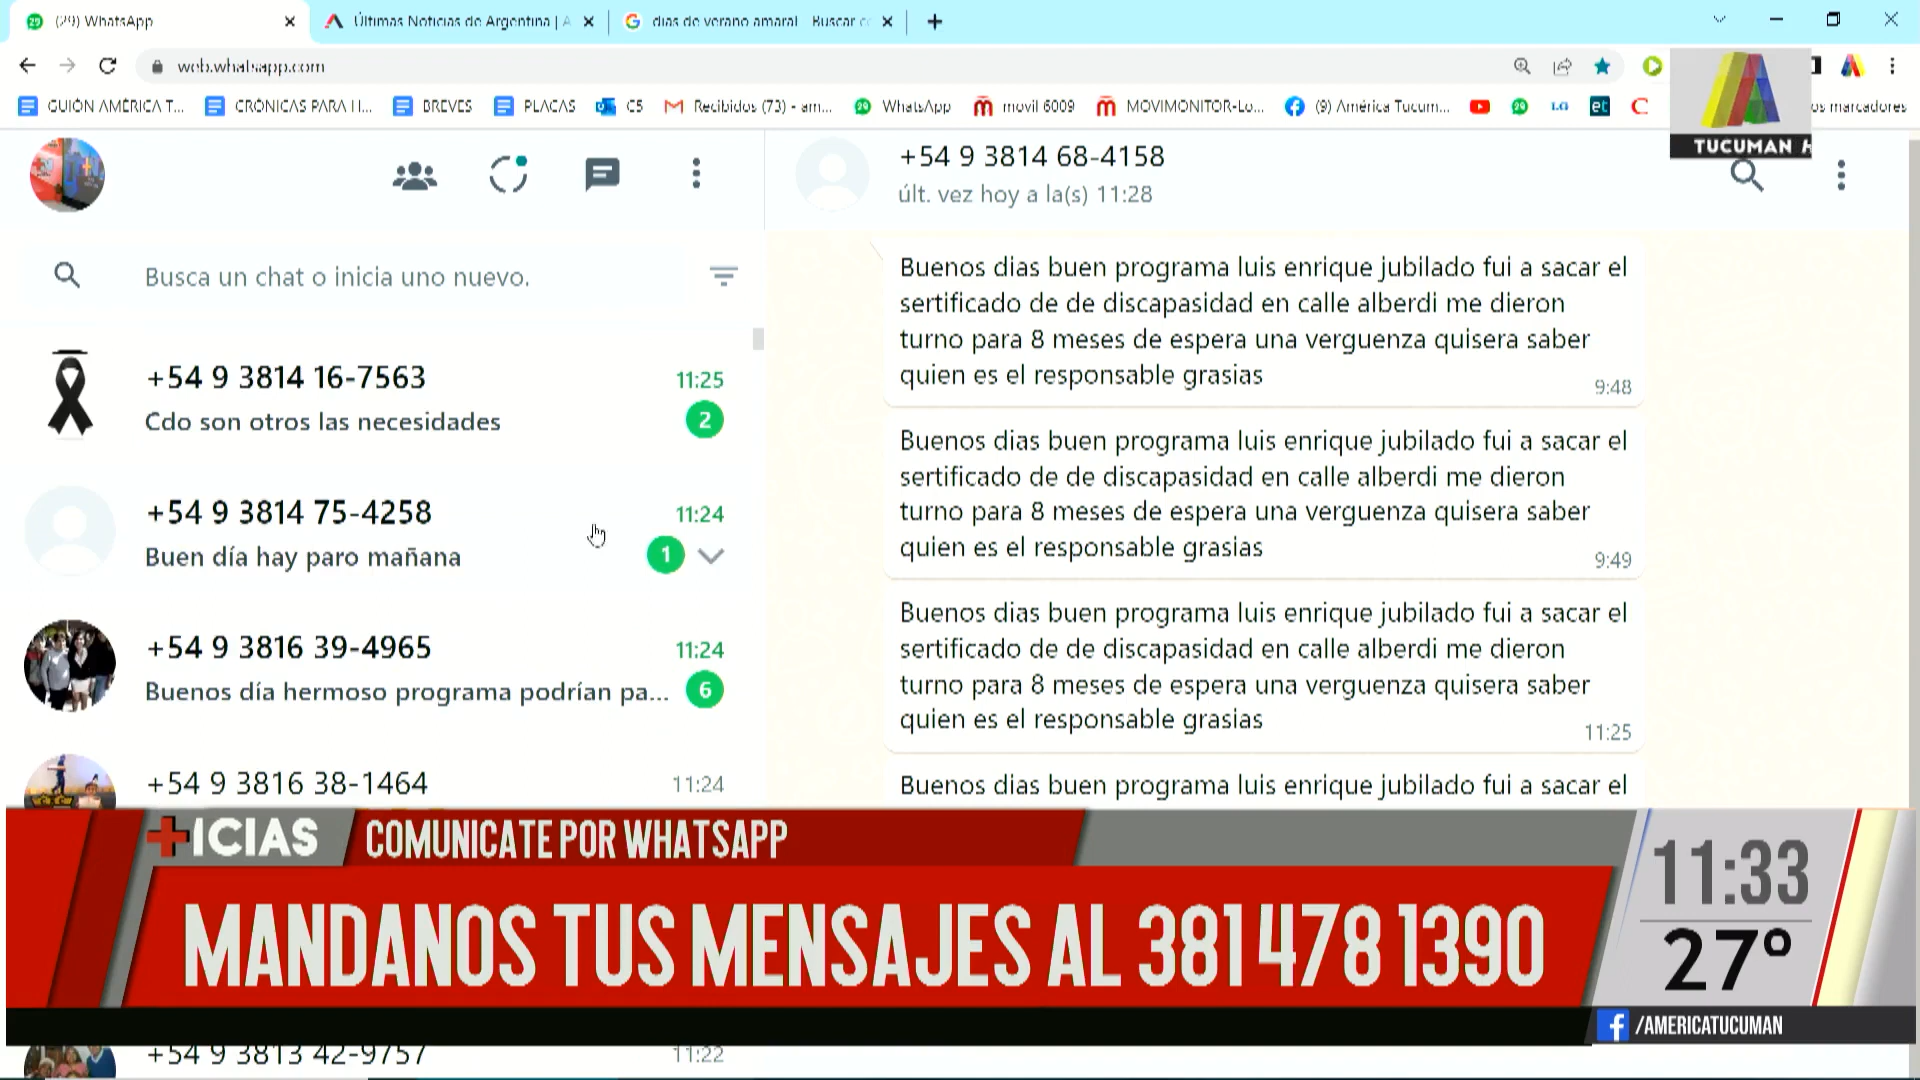 (29) WhatsApp
Últimas Noticias de Argentina | A
dias de verano amaral - Buscar c
web.whatsapp.com
GUIÓN AMÉRICA T...
CRÓNICAS PARA H...
BREVES
PLACAS
C5
Recibidos (73) - am...
WhatsApp
movil 6009
MOVIMONITOR-Lo...
(9) América Tucum...
LG
et
os marcadores
TUCUMAN H
+54 9 3814 68-4158
últ. vez hoy a la(s) 11:28
Busca un chat o inicia uno nuevo.
+54 9 3814 16-7563
11:25
Cdo son otros las necesidades
2
+54 9 3814 75-4258
11:24
Buen día hay paro mañana
1
+54 9 3816 39-4965
11:24
Buenos día hermoso programa podrían pa...
6
+54 9 3816 38-1464
11:24
+54 9 3813 42-9757
11:22
Buenos dias buen programa luis enrique jubilado fui a sacar el
sertificado de de discapasidad en calle alberdi me dieron
turno para 8 meses de espera una verguenza quisera saber
quien es el responsable grasias
9:48
Buenos dias buen programa luis enrique jubilado fui a sacar el
sertificado de de discapasidad en calle alberdi me dieron
turno para 8 meses de espera una verguenza quisera saber
quien es el responsable grasias
9:49
Buenos dias buen programa luis enrique jubilado fui a sacar el
sertificado de de discapasidad en calle alberdi me dieron
turno para 8 meses de espera una verguenza quisera saber
quien es el responsable grasias
11:25
Buenos dias buen programa luis enrique jubilado fui a sacar el
+ICIAS
COMUNICATE POR WHATSAPP
MANDANOS TUS MENSAJES AL 381 478 1390
11:33
27°
/AMERICATUCUMAN